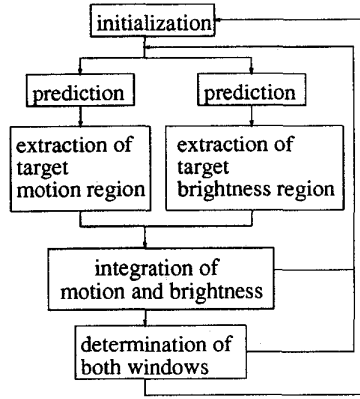 initialization
prediction
prediction
extraction of
target
motion region
extraction of
target
brightness region
integration of
motion and brightness
determination of
both windows